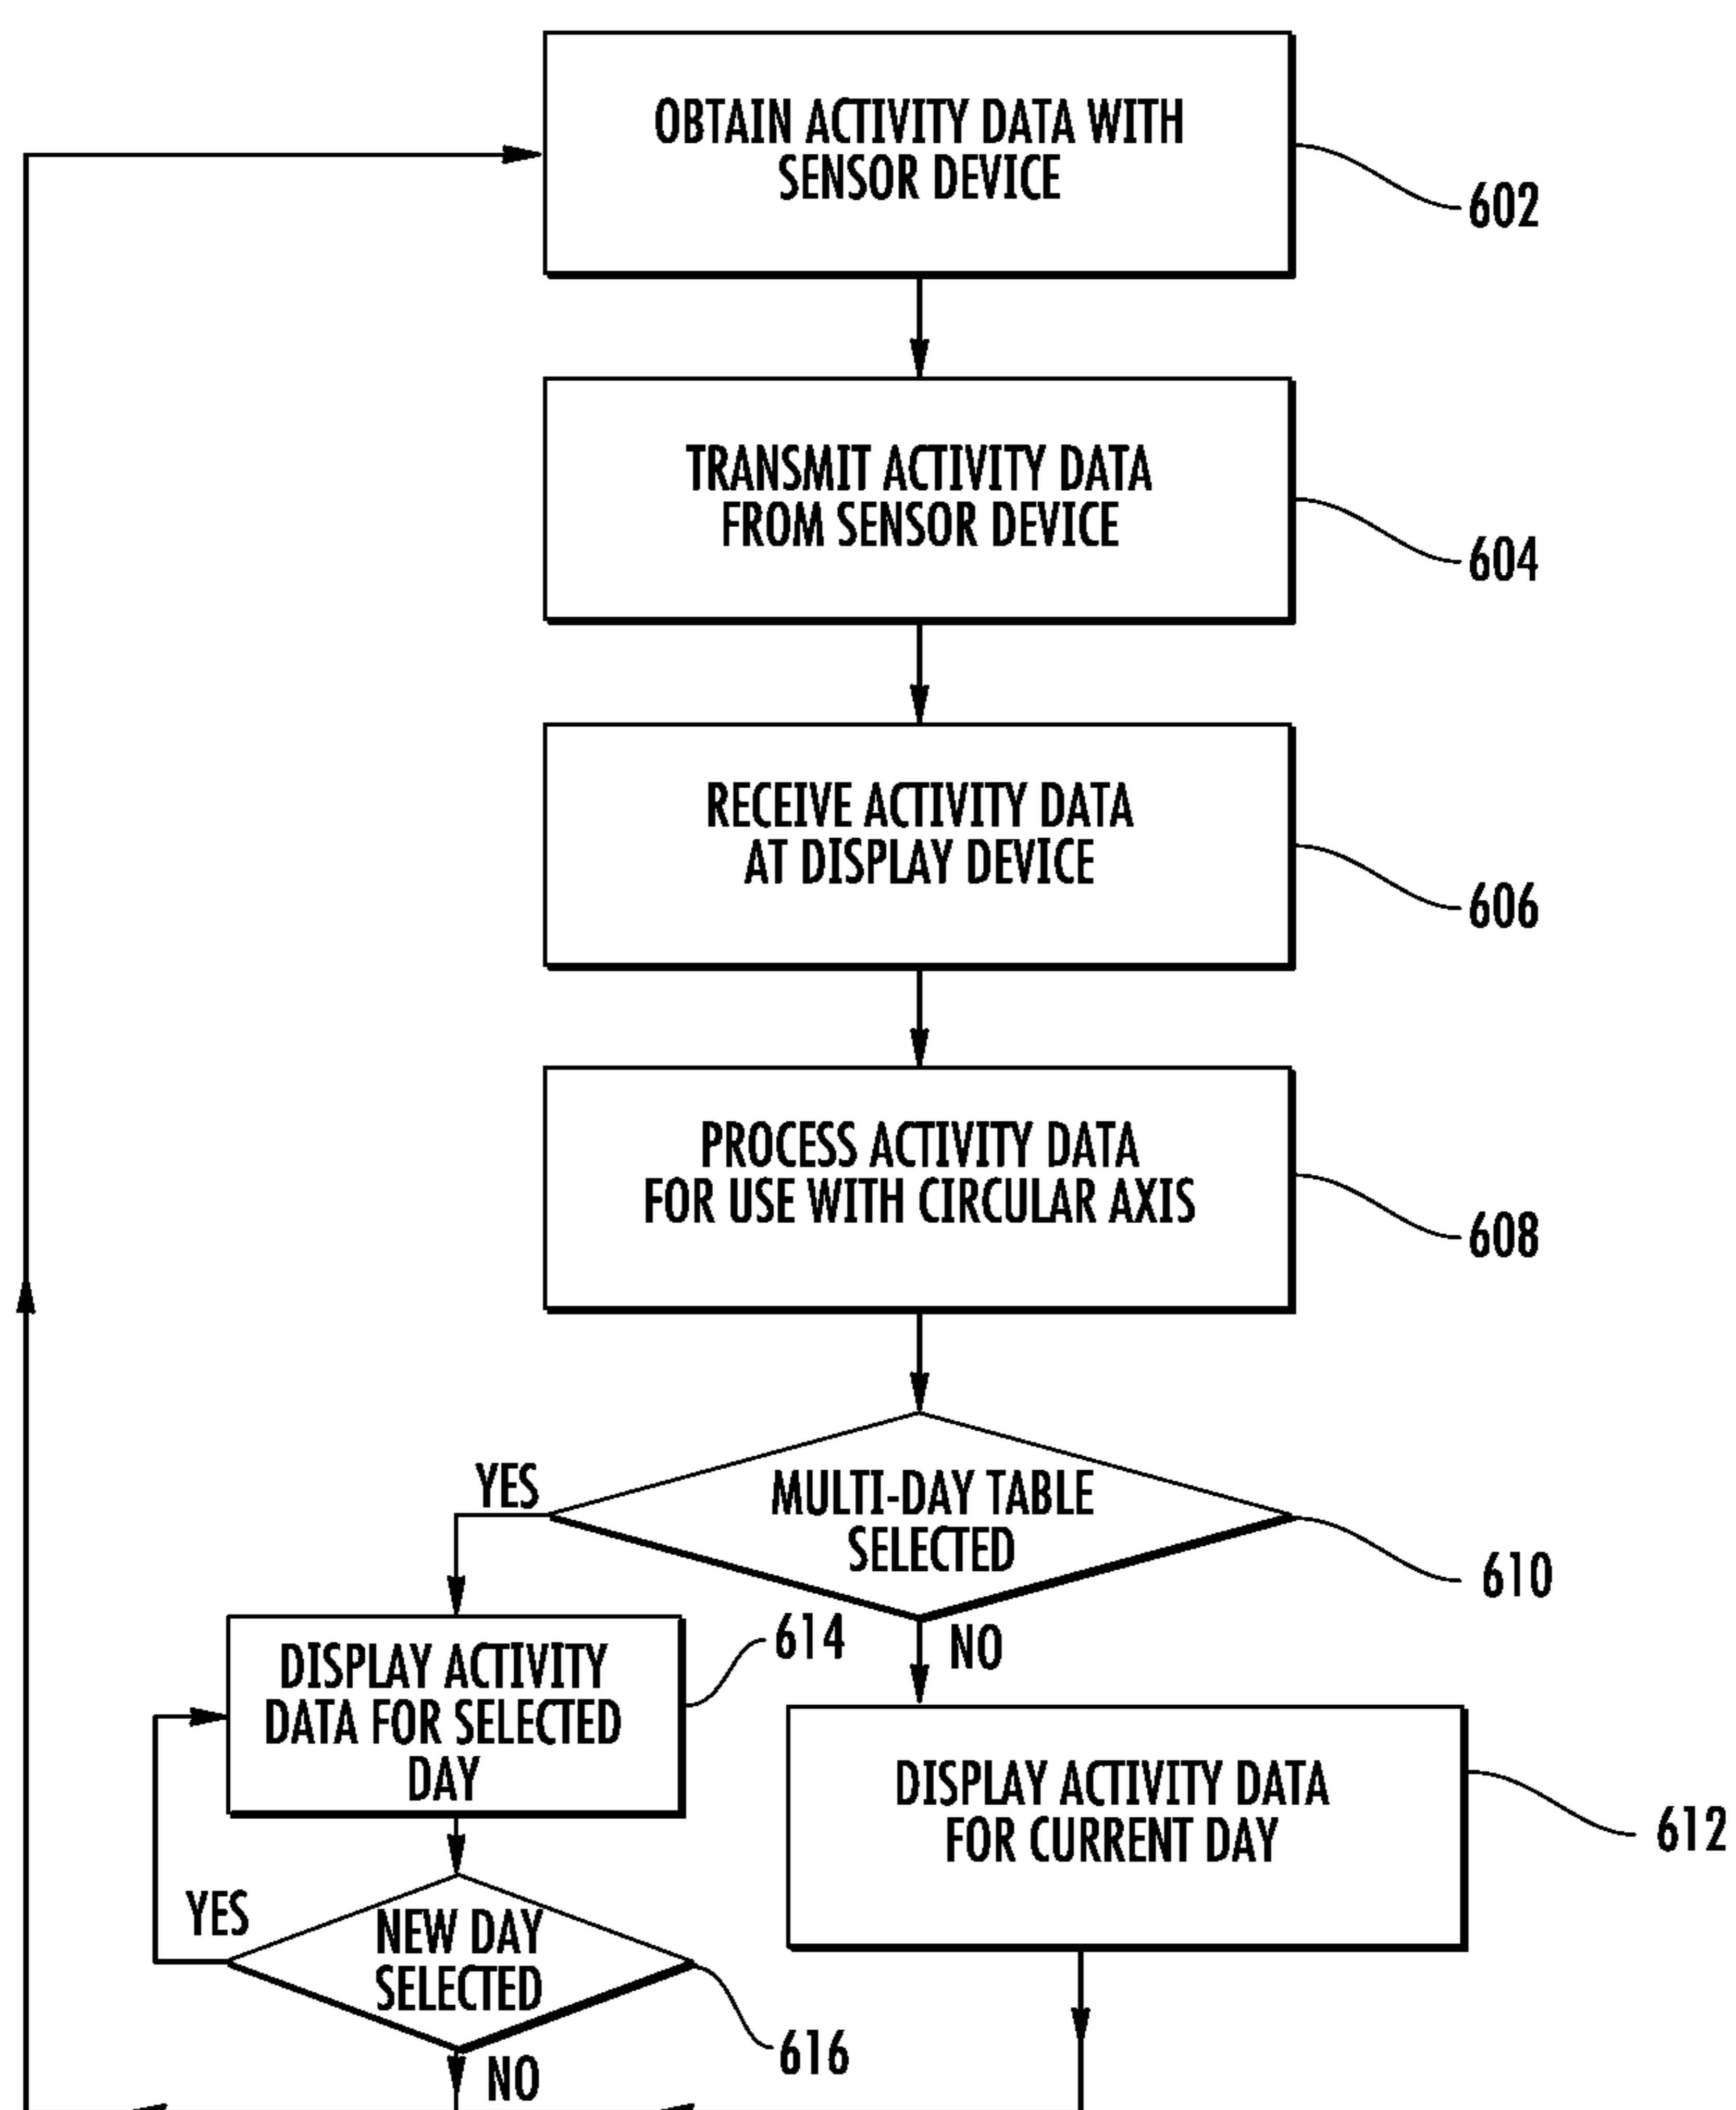 OBTAIN ACTIVITY DATA WITH
SENSOR DEVICE
602
TRANSMIT ACTIVITY DATA
FROM SENSOR DEVICE
604
RECEIVE ACTIVITY DATA
AT DISPLAY DEVICE
606
PROCESS ACTIVITY DATA
FOR USE WITH CIRCULAR AXIS
608
YES
MULTI-DAY TABLE
SELECTED
610
NO
DISPLAY ACTIVITY
DATA FOR SELECTED
DAY
614
DISPLAY ACTIVITY DATA
FOR CURRENT DAY
612
YES
NEW DAY
SELECTED
616
NO